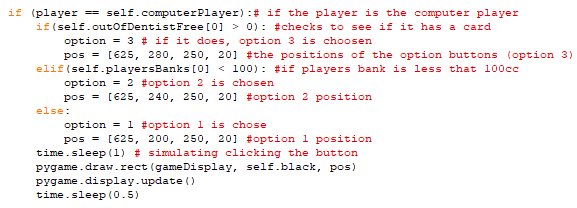 if (player == self.computerPlayer):# if the player is the computer player
    if(self.outOfDentistFree[0] > 0): #checks to see if it has a card
        option = 3 # if it does, option 3 is choosen
        pos = [625, 280, 250, 20] #the positions of the option buttons (option 3)
    elif(self.playersBanks[0] < 100): #if players bank is less that 100cc
        option = 2 #option 2 is chosen
        pos = [625, 240, 250, 20] #option 2 position
    else:
        option = 1 #option 1 is chose
        pos = [625, 200, 250, 20] #option 1 position
    time.sleep(1) # simulating clicking the button
    pygame.draw.rect(gameDisplay, self.black, pos)
    pygame.display.update()
    time.sleep(0.5)